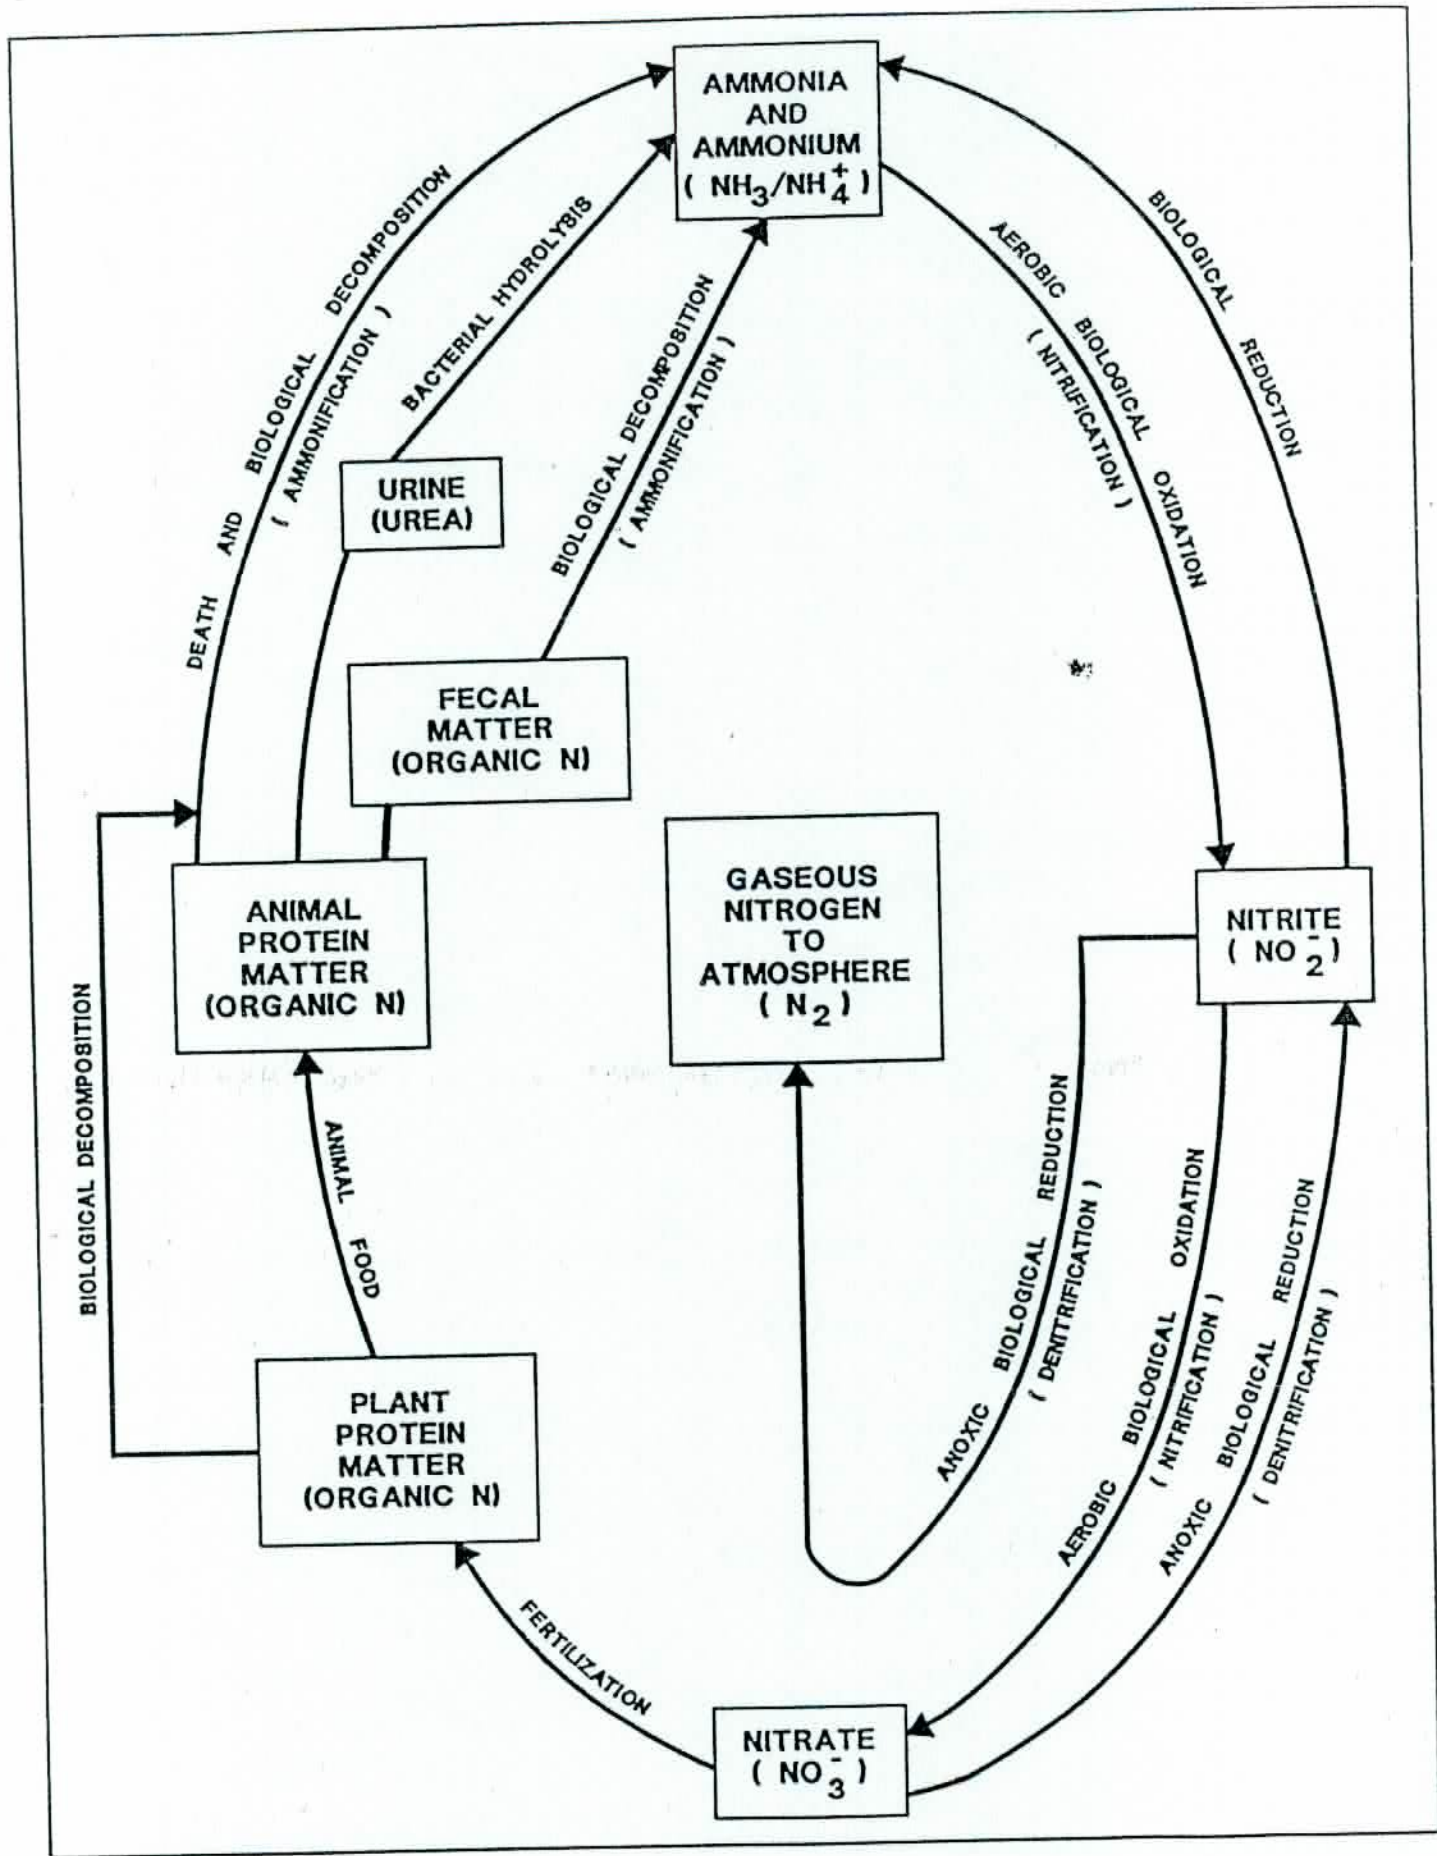 AMMONIA
AND
AMMONIUM
( NH₃/NH₄⁺ )
DEATH AND BIOLOGICAL DECOMPOSITION
( AMMONIFICATION )
BACTERIAL HYDROLYSIS
BIOLOGICAL DECOMPOSITION
( AMMONIFICATION )
AEROBIC BIOLOGICAL OXIDATION
( NITRIFICATION )
BIOLOGICAL REDUCTION
URINE
(UREA)
FECAL
MATTER
(ORGANIC N)
ANIMAL
PROTEIN
MATTER
(ORGANIC N)
GASEOUS
NITROGEN
TO
ATMOSPHERE
( N₂ )
NITRITE
( NO₂⁻ )
BIOLOGICAL DECOMPOSITION
ANIMAL FOOD
ANOXIC BIOLOGICAL REDUCTION
( DENITRIFICATION )
AEROBIC BIOLOGICAL OXIDATION
( NITRIFICATION )
ANOXIC BIOLOGICAL REDUCTION
( DENITRIFICATION )
PLANT
PROTEIN
MATTER
(ORGANIC N)
FERTILIZATION
NITRATE
( NO₃⁻ )